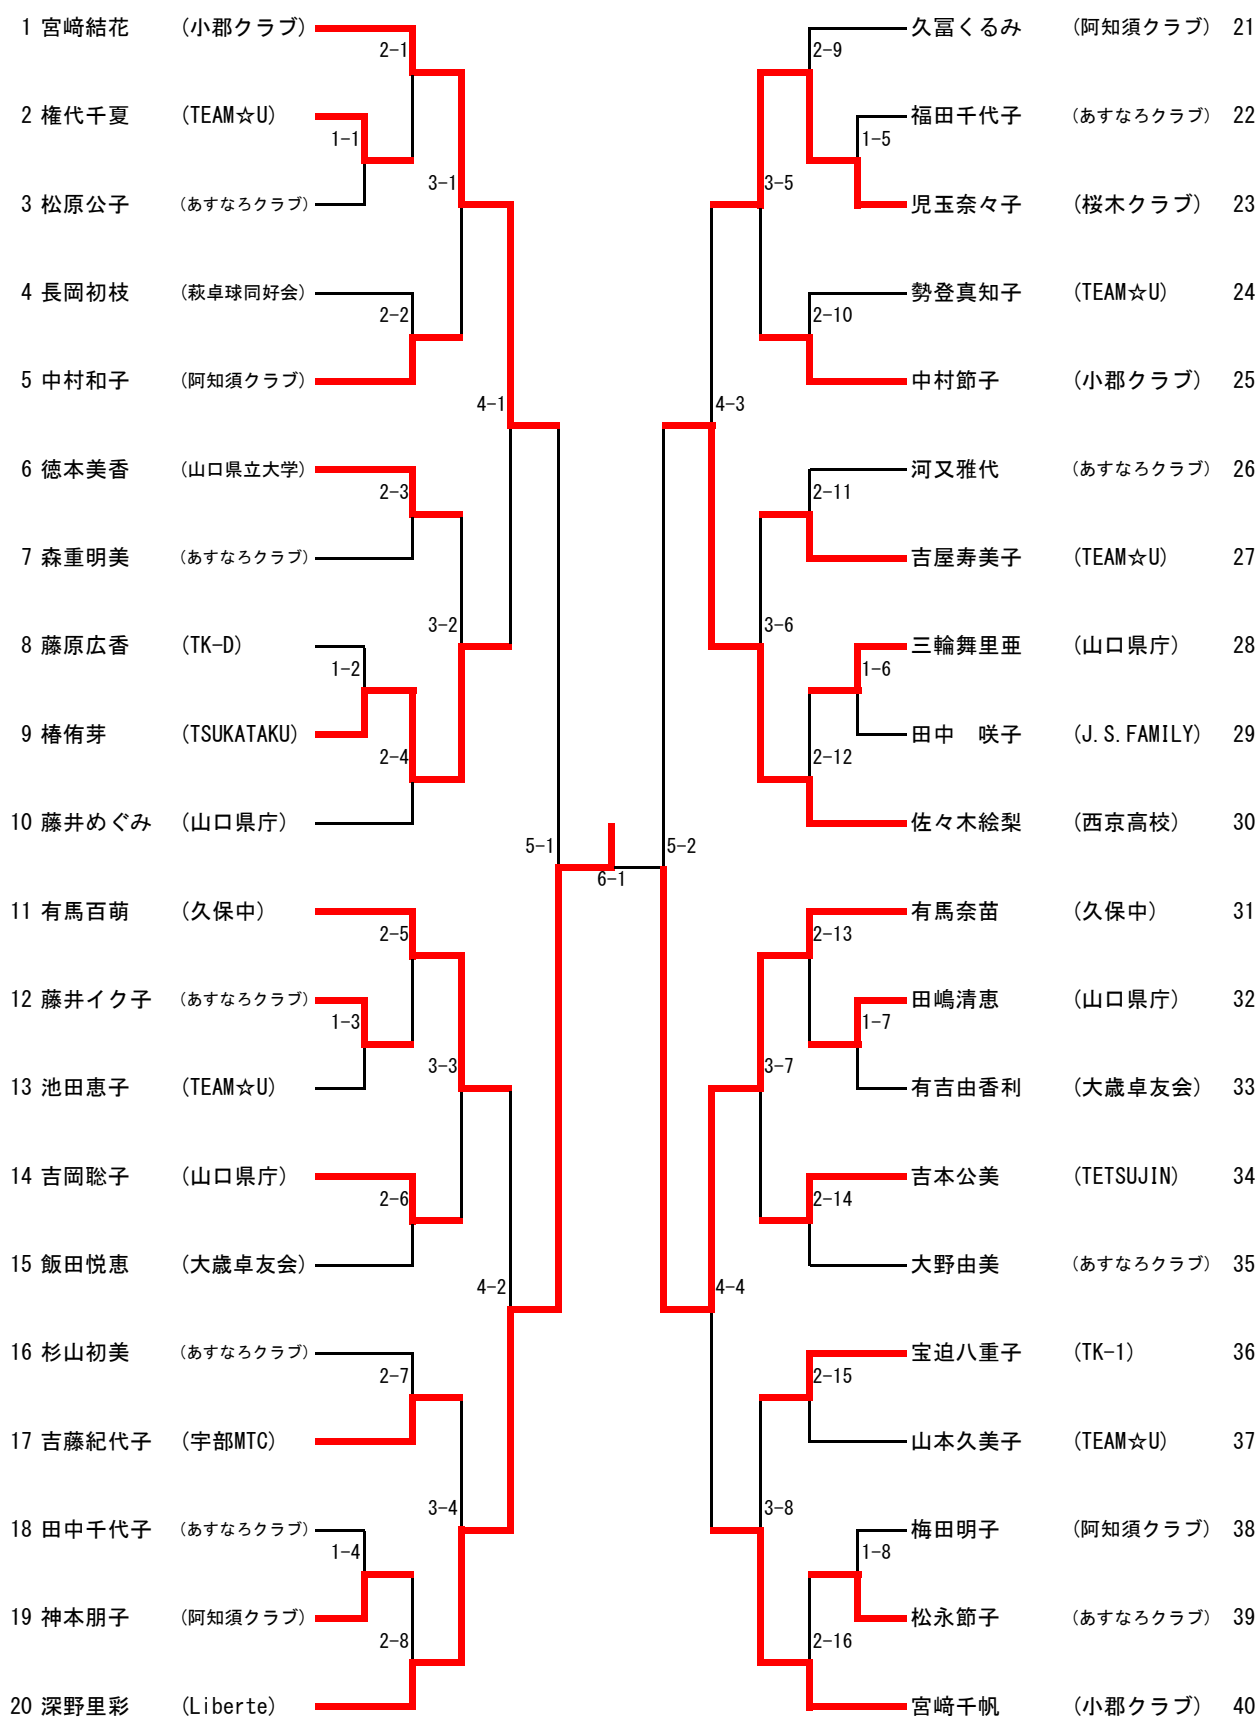 1 宮﨑結花 (小郡クラブ)
2-1
2 権代千夏 (TEAM☆U)
1-1
3 松原公子 (あすなろクラブ)
3-1
4 長岡初枝 (萩卓球同好会)
2-2
5 中村和子 (阿知須クラブ)
4-1
6 徳本美香 (山口県立大学)
2-3
7 森重明美 (あすなろクラブ)
3-2
8 藤原広香 (TK-D)
1-2
9 椿侑芽 (TSUKATAKU)
2-4
10 藤井めぐみ (山口県庁)
5-1
6-1
11 有馬百萌 (久保中)
2-5
12 藤井イク子 (あすなろクラブ)
1-3
13 池田恵子 (TEAM☆U)
3-3
14 吉岡聡子 (山口県庁)
2-6
15 飯田悦恵 (大歳卓友会)
4-2
16 杉山初美 (あすなろクラブ)
2-7
17 吉藤紀代子 (宇部MTC)
3-4
18 田中千代子 (あすなろクラブ)
1-4
19 神本朋子 (阿知須クラブ)
2-8
20 深野里彩 (Liberte)
久冨くるみ (阿知須クラブ) 21
2-9
福田千代子 (あすなろクラブ) 22
1-5
児玉奈々子 (桜木クラブ) 23
3-5
勢登真知子 (TEAM☆U) 24
2-10
中村節子 (小郡クラブ) 25
4-3
河又雅代 (あすなろクラブ) 26
2-11
吉屋寿美子 (TEAM☆U) 27
3-6
三輪舞里亜 (山口県庁) 28
1-6
田中　咲子 (J.S.FAMILY) 29
2-12
佐々木絵梨 (西京高校) 30
5-2
有馬奈苗 (久保中) 31
2-13
田嶋清恵 (山口県庁) 32
1-7
有吉由香利 (大歳卓友会) 33
3-7
吉本公美 (TETSUJIN) 34
2-14
大野由美 (あすなろクラブ) 35
4-4
宝迫八重子 (TK-1) 36
2-15
山本久美子 (TEAM☆U) 37
3-8
梅田明子 (阿知須クラブ) 38
1-8
松永節子 (あすなろクラブ) 39
2-16
宮﨑千帆 (小郡クラブ) 40